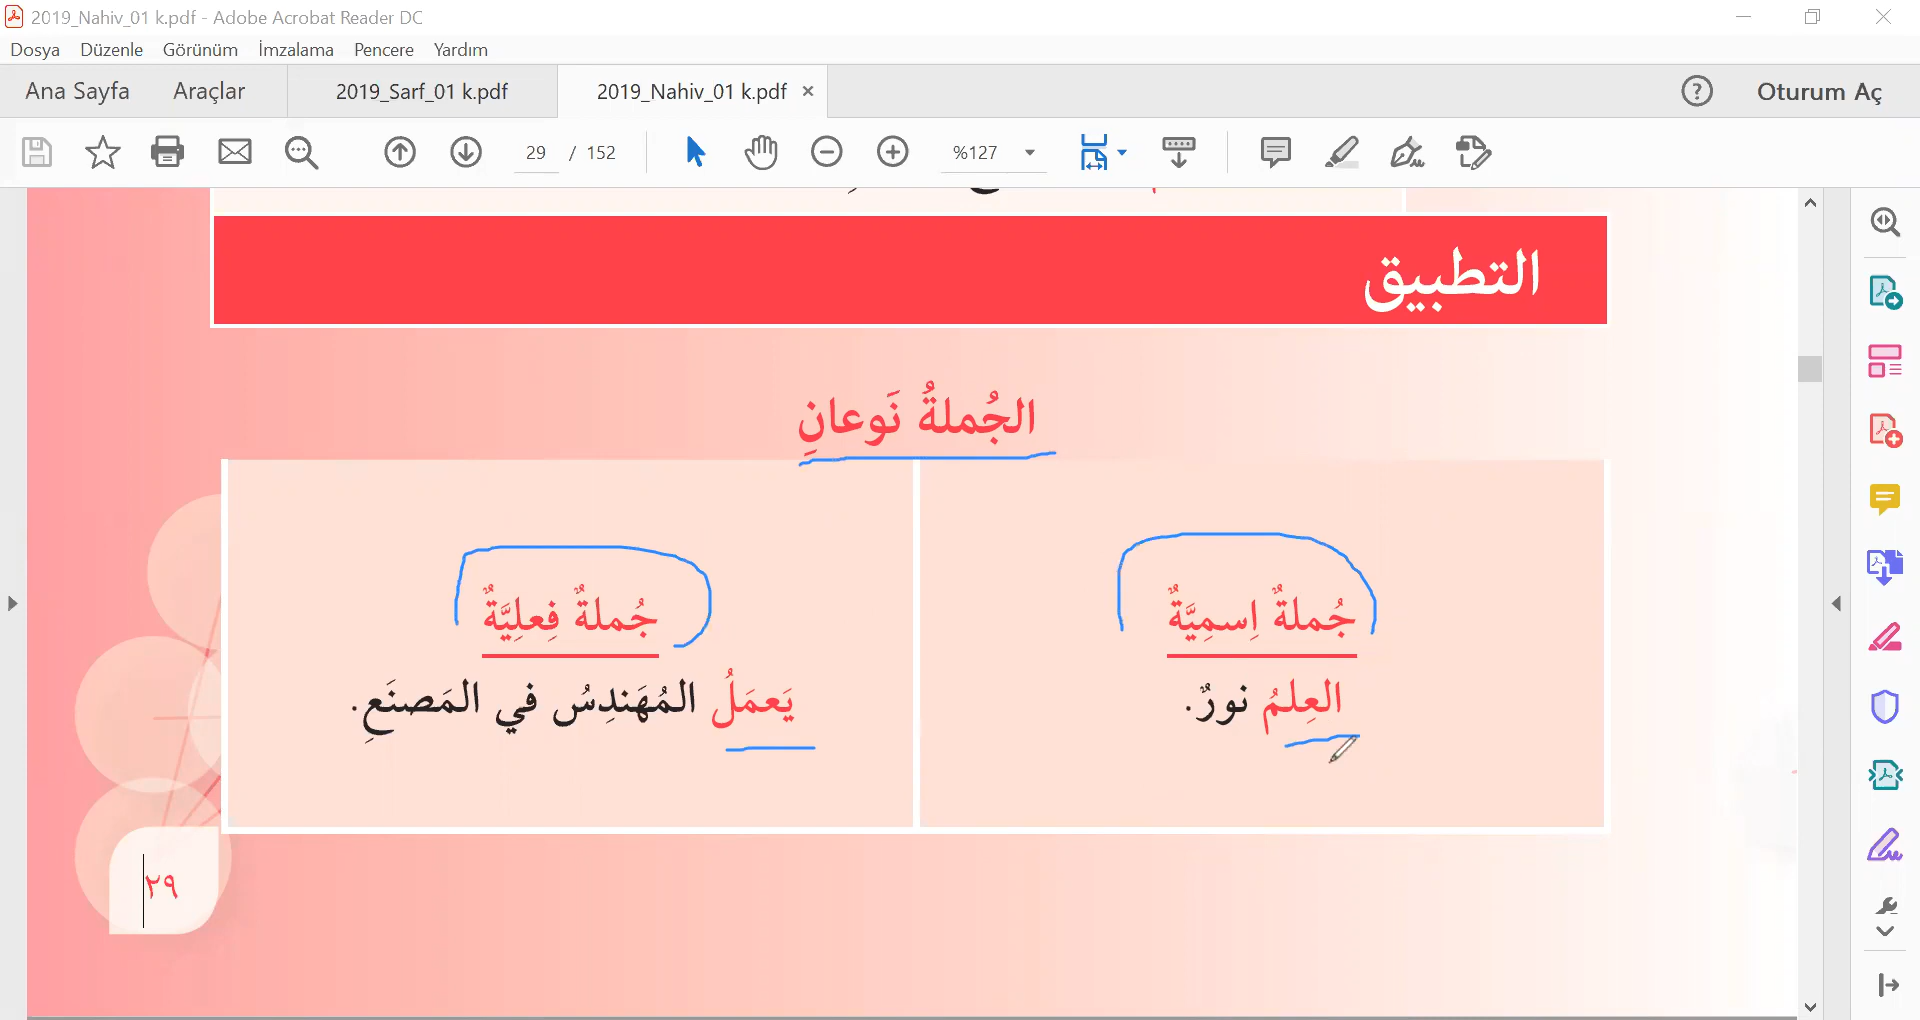 2019_Nahiv_01 k.pdf - Adobe Acrobat Reader DC
Dosya Düzenle Görünüm İmzalama Pencere Yardım
Ana Sayfa Araçlar 2019_Sarf_01 k.pdf 2019_Nahiv_01 k.pdf × Oturum Aç
29 / 152 %127
التطبيق
الجُملةُ نَوعانِ
جُملةٌ اِسمِيَّةٌ
العِلمُ نورٌ.
جُملةٌ فِعلِيَّةٌ
يَعمَلُ المُهَندِسُ في المَصنَعِ.
٢٩